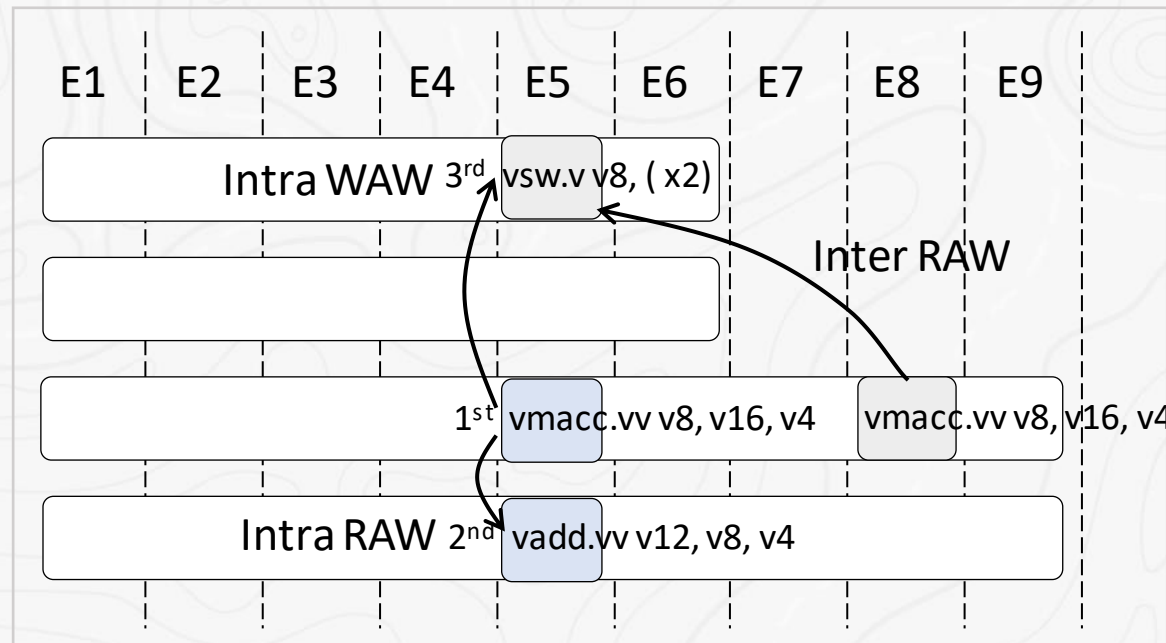 E1 E2 E3 E4 E5 E6 E7 E8 E9
Intra WAW 3rd vsw.v v8, ( x2)
Inter RAW
1st vmacc.vv v8, v16, v4 vmacc.vv v8, v16, v4
Intra RAW 2nd vadd.vv v12, v8, v4